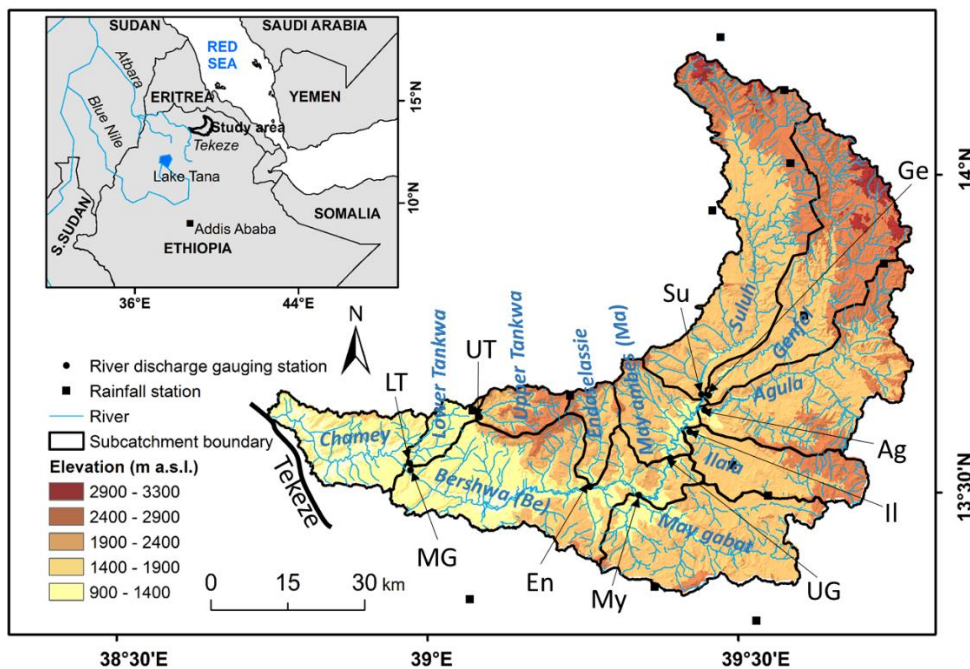 SUDAN
SAUDI ARABIA
RED
SEA
Atbara
ERITREA
YEMEN
15°N
Blue Nile
Study area
Tekeze
Lake Tana
SOMALIA
10°N
S.SUDAN
Addis Ababa
ETHIOPIA
36°E
44°E
Ge
14°N
Su
Suluh
Genfel
N
River discharge gauging station
Rainfall station
River
Subcatchment boundary
Elevation (m a.s.l.)
2900 - 3300
2400 - 2900
1900 - 2400
1400 - 1900
900 - 1400
LT
Lower Tankwa
UT
Upper Tankwa
Endaselassie
May ambes (Ma)
Agula
Chamey
Ag
Ilala
Tekeze
Bershwa (Be)
Il
13°30'N
May gabat
MG
En
My
UG
0 15 30 km
38°30'E
39°E
39°30'E